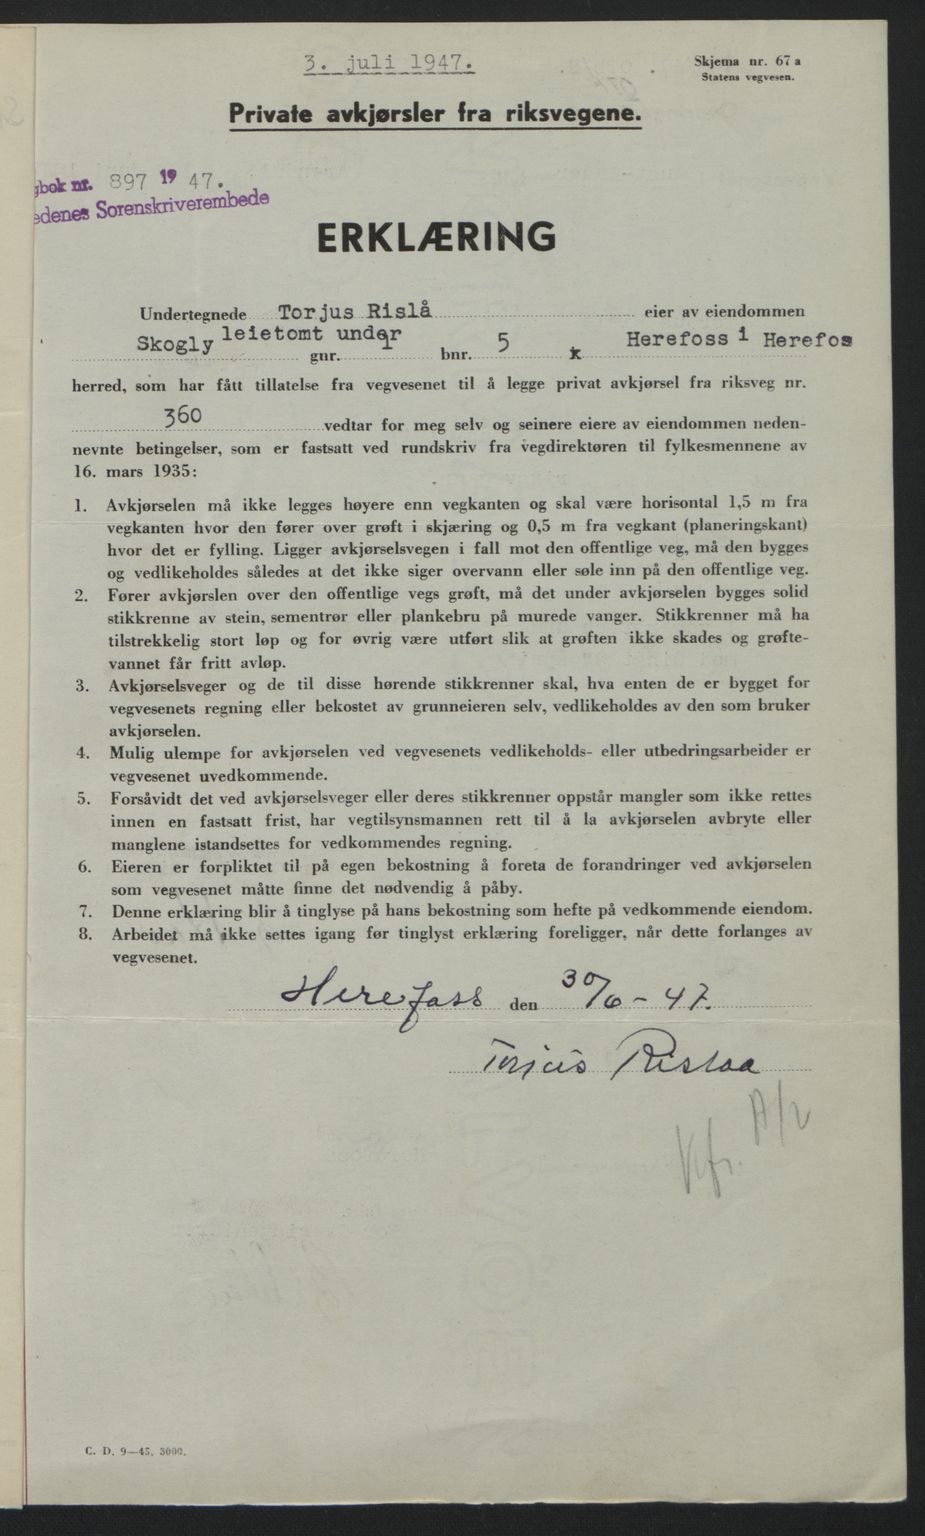 3. juli 1947.
Skjema nr. 67 a
Statens vegvesen.
Private avkjørsler fra riksvegene.
gbok nr. 897 19 47.
edenes Sorenskriverembede
ERKLÆRING
Undertegnede Torjus Rislå eier av eiendommen
Skogly leietomt under gnr. 1 bnr. 5 Herefoss i Herefos
herred, som har fått tillatelse fra vegvesenet til å legge privat avkjørsel fra riksveg nr.
360 vedtar for meg selv og seinere eiere av eiendommen neden-
nevnte betingelser, som er fastsatt ved rundskriv fra vegdirektøren til fylkesmennene av
16. mars 1935:
1. Avkjørselen må ikke legges høyere enn vegkanten og skal være horisontal 1,5 m fra
vegkanten hvor den fører over grøft i skjæring og 0,5 m fra vegkant (planeringskant)
hvor det er fylling. Ligger avkjørselsvegen i fall mot den offentlige veg, må den bygges
og vedlikeholdes således at det ikke siger overvann eller søle inn på den offentlige veg.
2. Fører avkjørslen over den offentlige vegs grøft, må det under avkjørselen bygges solid
stikkrenne av stein, sementrør eller plankebru på murede vanger. Stikkrenner må ha
tilstrekkelig stort løp og for øvrig være utført slik at grøften ikke skades og grøfte-
vannet får fritt avløp.
3. Avkjørselsveger og de til disse hørende stikkrenner skal, hva enten de er bygget for
vegvesenets regning eller bekostet av grunneieren selv, vedlikeholdes av den som bruker
avkjørselen.
4. Mulig ulempe for avkjørselen ved vegvesenets vedlikeholds- eller utbedringsarbeider er
vegvesenet uvedkommende.
5. Forsåvidt det ved avkjørselsveger eller deres stikkrenner oppstår mangler som ikke rettes
innen en fastsatt frist, har vegtilsynsmannen rett til å la avkjørselen avbryte eller
manglene istandsettes for vedkommendes regning.
6. Eieren er forpliktet til på egen bekostning å foreta de forandringer ved avkjørselen
som vegvesenet måtte finne det nødvendig å påby.
7. Denne erklæring blir å tinglyse på hans bekostning som hefte på vedkommende eiendom.
8. Arbeidet må ikke settes igang før tinglyst erklæring foreligger, når dette forlanges av
vegvesenet.
Herefoss den 30/6-47.
Torjus Rislaa
Kfr. A/2
C. D. 9—45. 3000.